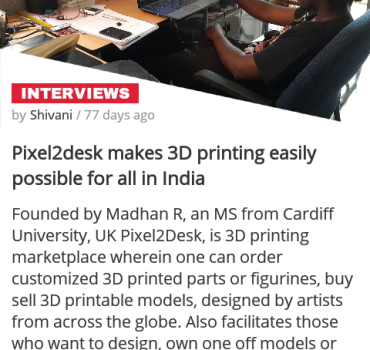 INTERVIEWS
by Shivani / 77 days ago
Pixel2desk makes 3D printing easily
possible for all in India
Founded by Madhan R, an MS from Cardiff
University, UK Pixel2Desk, is 3D printing
marketplace wherein one can order
customized 3D printed parts or figurines, buy
sell 3D printable models, designed by artists
from across the globe. Also facilitates those
who want to design, own one off models or